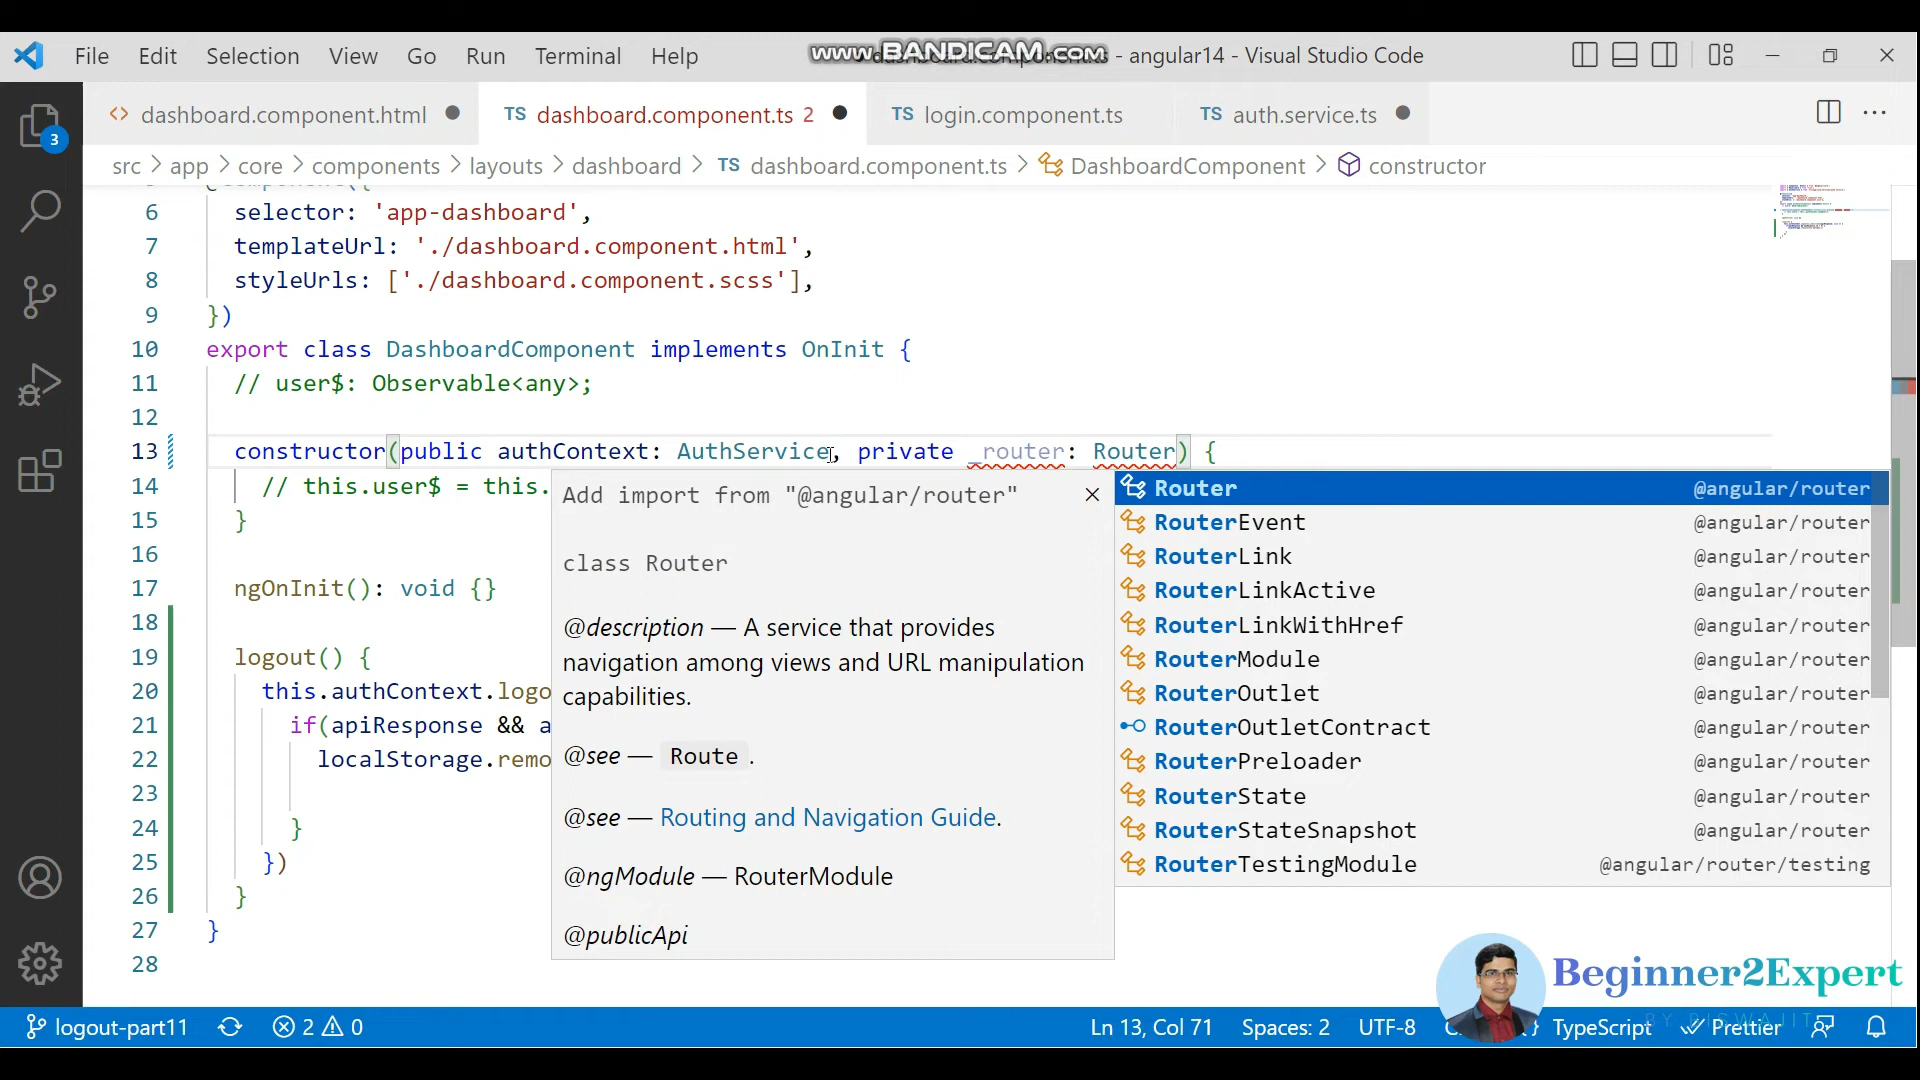 File Edit Selection View Go Run Terminal Help
www.BANDICAM.com
- angular14 - Visual Studio Code
3
dashboard.component.html
TS dashboard.component.ts 2
TS login.component.ts
TS auth.service.ts
src > app > core > components > layouts > dashboard > TS dashboard.component.ts > DashboardComponent > constructor
6 selector: 'app-dashboard',
7 templateUrl: './dashboard.component.html',
8 styleUrls: ['./dashboard.component.scss'],
9 })
10 export class DashboardComponent implements OnInit {
11 // user$: Observable<any>;
12
13 constructor(public authContext: AuthService, private _router: Router) {
14 // this.user$ = this.
15 }
16
17 ngOnInit(): void {}
18
19 logout() {
20 this.authContext.logo
21 if(apiResponse && a
22 localStorage.remo
23
24 }
25 })
26 }
27 }
28
Add import from "@angular/router"
class Router
@description — A service that provides
navigation among views and URL manipulation
capabilities.
@see — Route .
@see — Routing and Navigation Guide.
@ngModule — RouterModule
@publicApi
Router @angular/router
RouterEvent @angular/router
RouterLink @angular/router
RouterLinkActive @angular/router
RouterLinkWithHref @angular/router
RouterModule @angular/router
RouterOutlet @angular/router
RouterOutletContract @angular/router
RouterPreloader @angular/router
RouterState @angular/router
RouterStateSnapshot @angular/router
RouterTestingModule @angular/router/testing
Beginner2Expert
BY BISWAJIT
logout-part11 2 0 Ln 13, Col 71 Spaces: 2 UTF-8 TypeScript Prettier